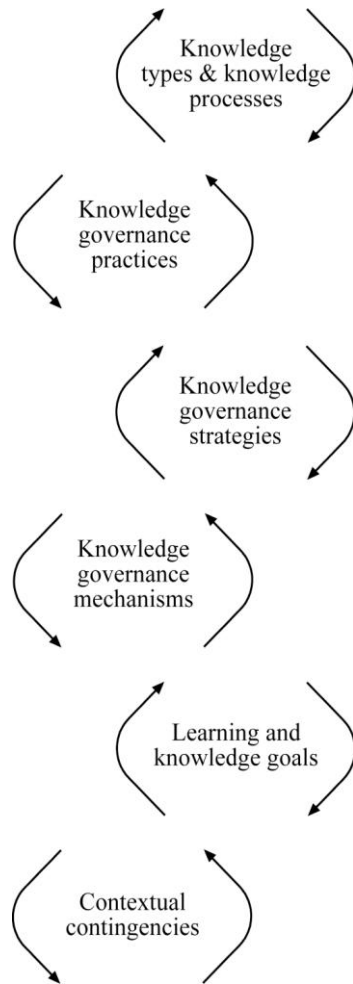 Knowledge
types & knowledge
processes
Knowledge
governance
practices
Knowledge
governance
strategies
Knowledge
governance
mechanisms
Learning and
knowledge goals
Contextual
contingencies